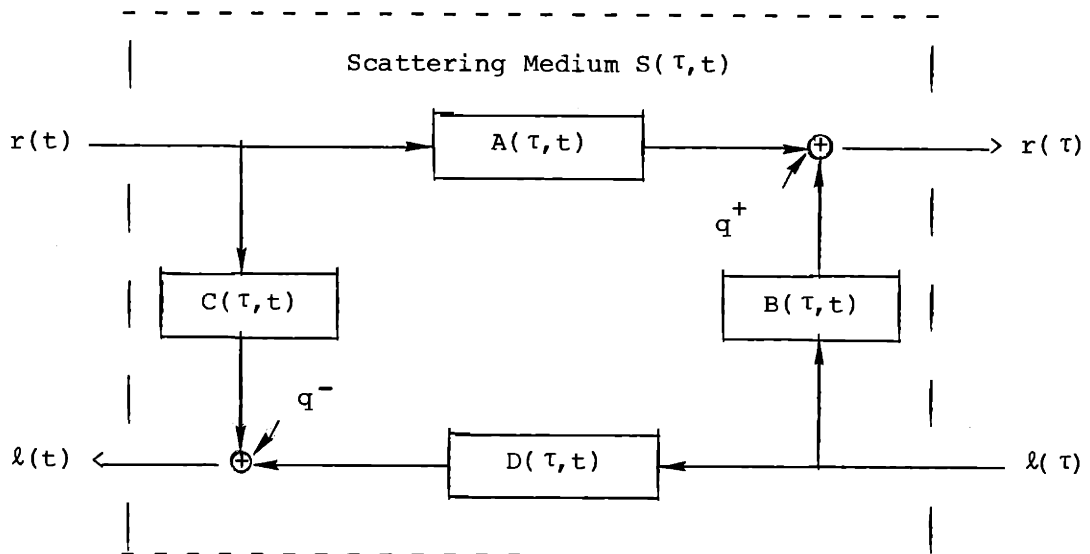 Scattering Medium S(τ,t)
r(t)
A(τ,t)
+
r(τ)
q⁺
C(τ,t)
B(τ,t)
q⁻
ℓ(t)
+
D(τ,t)
ℓ(τ)